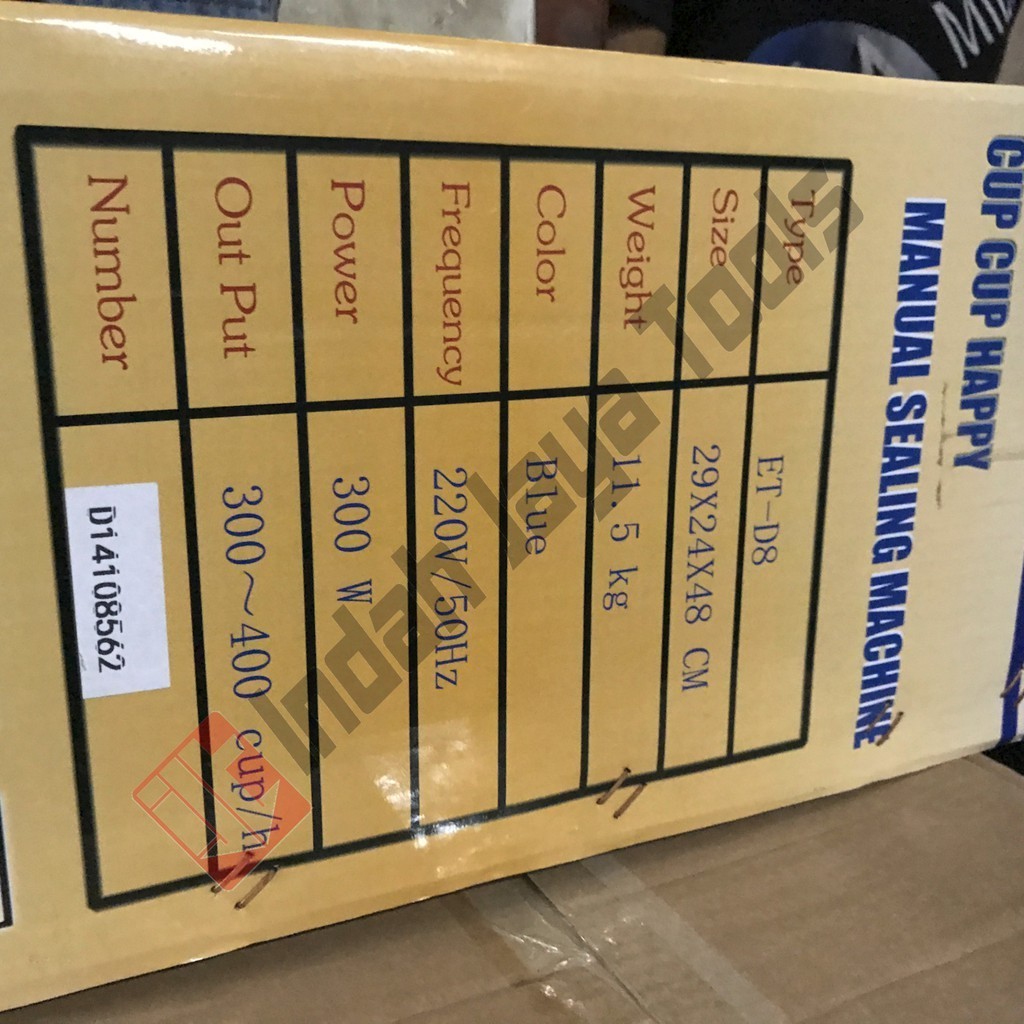 CUP CUP HAPPY
MANUAL SEALING MACHINE
Type ET-D8
Size 29X24X48 CM
Weight 11.5 kg
Color Blue
Frequency 220V/50Hz
Power 300 W
Out Put 300~400 cup/h
Number D14108562
Indah Jaya Tools